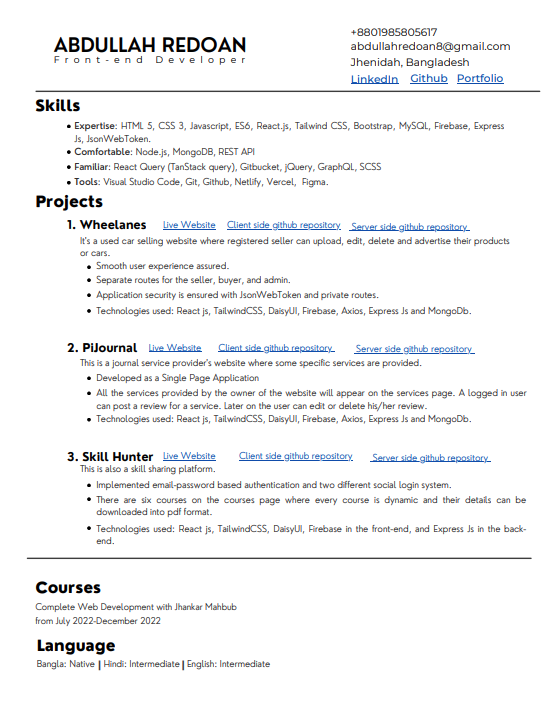 ABDULLAH REDOAN
Front-end Developer
+8801985805617
abdullahredoan8@gmail.com
Jhenidah, Bangladesh
LinkedIn Github Portfolio
Skills
• Expertise: HTML 5, CSS 3, Javascript, ES6, React.js, Tailwind CSS, Bootstrap, MySQL, Firebase, Express
Js, JsonWebToken.
• Comfortable: Node.js, MongoDB, REST API
• Familiar: React Query (TanStack query), Gitbucket, jQuery, GraphQL, SCSS
• Tools: Visual Studio Code, Git, Github, Netlify, Vercel, Figma.
Projects
1. Wheelanes Live Website Client side github repository Server side github repository
It's a used car selling website where registered seller can upload, edit, delete and advertise their products
or cars.
• Smooth user experience assured.
• Separate routes for the seller, buyer, and admin.
• Application security is ensured with JsonWebToken and private routes.
• Technologies used: React js, TailwindCSS, DaisyUI, Firebase, Axios, Express Js and MongoDb.
2. PiJournal Live Website Client side github repository Server side github repository
This is a journal service provider's website where some specific services are provided.
• Developed as a Single Page Application
• All the services provided by the owner of the website will appear on the services page. A logged in user
can post a review for a service. Later on the user can edit or delete his/her review.
• Technologies used: React js, TailwindCSS, DaisyUI, Firebase, Axios, Express Js and MongoDb.
3. Skill Hunter Live Website Client side github repository Server side github repository
This is also a skill sharing platform.
• Implemented email-password based authentication and two different social login system.
• There are six courses on the courses page where every course is dynamic and their details can be
downloaded into pdf format.
• Technologies used: React js, TailwindCSS, DaisyUI, Firebase in the front-end, and Express Js in the back-
end.
Courses
Complete Web Development with Jhankar Mahbub
from July 2022-December 2022
Language
Bangla: Native | Hindi: Intermediate | English: Intermediate